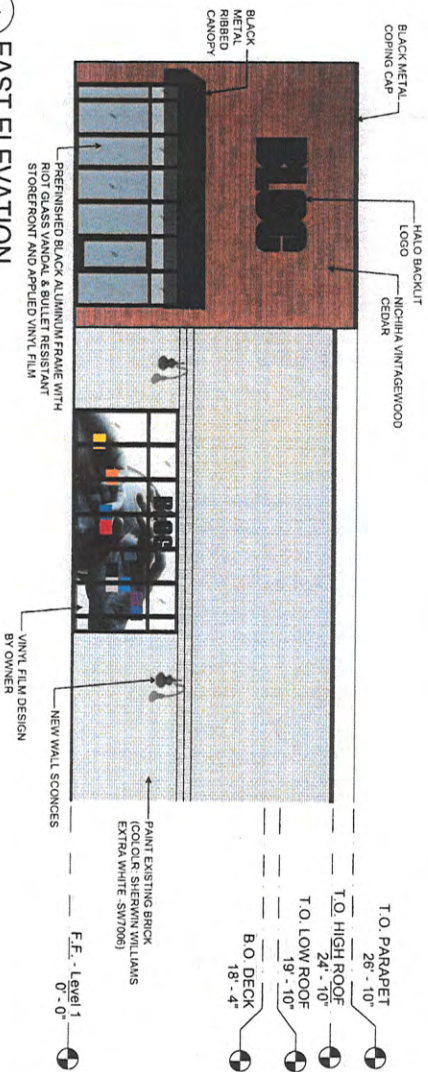 BLACK METAL
COPING CAP
HALO BACKLIT
LOGO
NICHIHA VINTAGEWOOD
CEDAR
BLACK
METAL
RIBBED
CANOPY
BLOC
BLOC
T.O. PARAPET
26' - 10"
T.O. HIGH ROOF
24' - 10"
T.O. LOW ROOF
19' - 10"
B.O. DECK
18' - 4"
F.F. - Level 1
0' - 0"
PAINT EXISTING BRICK
(COLOLR: SHERWIN WILLIAMS
EXTRA WHITE -SW7006)
NEW WALL SCONCES
VINYL FILM DESIGN
BY OWNER
PREFINISHED BLACK ALUMINUM FRAME WITH
RIOT GLASS VANDAL & BULLET RESISTANT
STOREFRONT AND APPLIED VINYL FILM
EAST ELEVATION